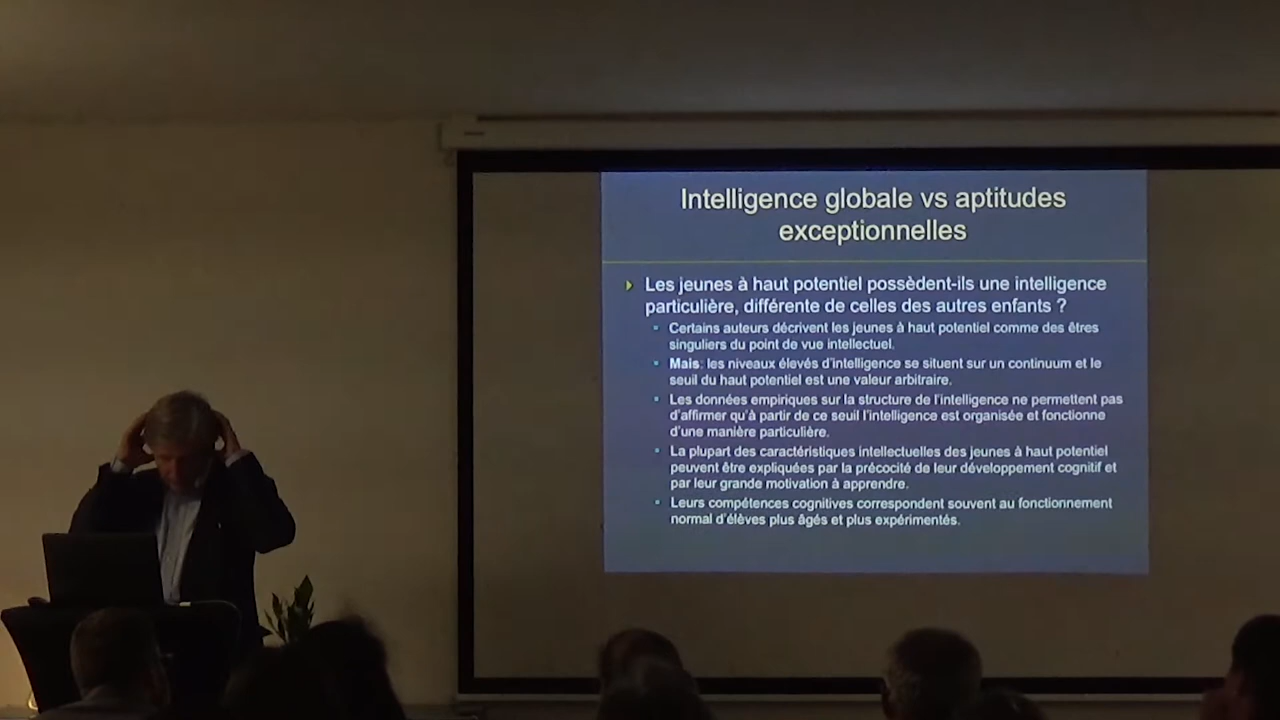 Intelligence globale vs aptitudes
exceptionnelles
Les jeunes à haut potentiel possèdent-ils une intelligence
particulière, différente de celles des autres enfants ?
Certains auteurs décrivent les jeunes à haut potentiel comme des êtres
singuliers du point de vue intellectuel.
Mais: les niveaux élevés d'intelligence se situent sur un continuum et le
seuil du haut potentiel est une valeur arbitraire.
Les données empiriques sur la structure de l'intelligence ne permettent pas
d'affirmer qu'à partir de ce seuil l'intelligence est organisée et fonctionne
d'une manière particulière.
La plupart des caractéristiques intellectuelles des jeunes à haut potentiel
peuvent être expliquées par la précocité de leur développement cognitif et
par leur grande motivation à apprendre.
Leurs compétences cognitives correspondent souvent au fonctionnement
normal d'élèves plus âgés et plus expérimentés.